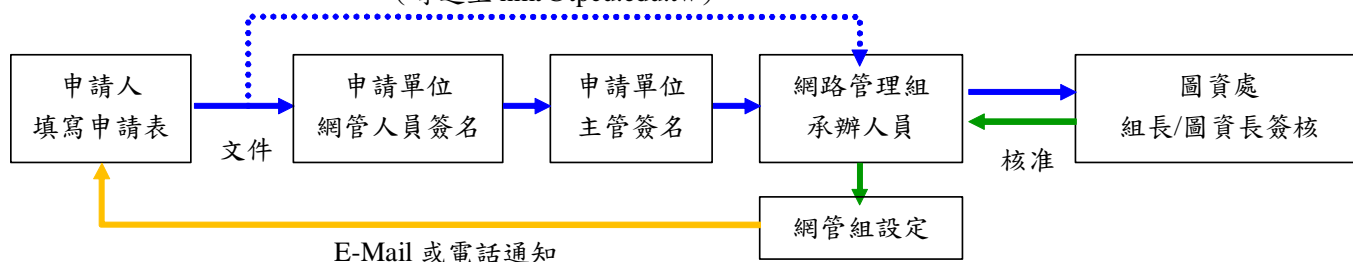 申請人
填寫申請表
文件
申請單位
網管人員簽名
申請單位
主管簽名
網路管理組
承辦人員
核准
圖資處
組長/圖資長簽核
網管組設定
E-Mail 或電話通知